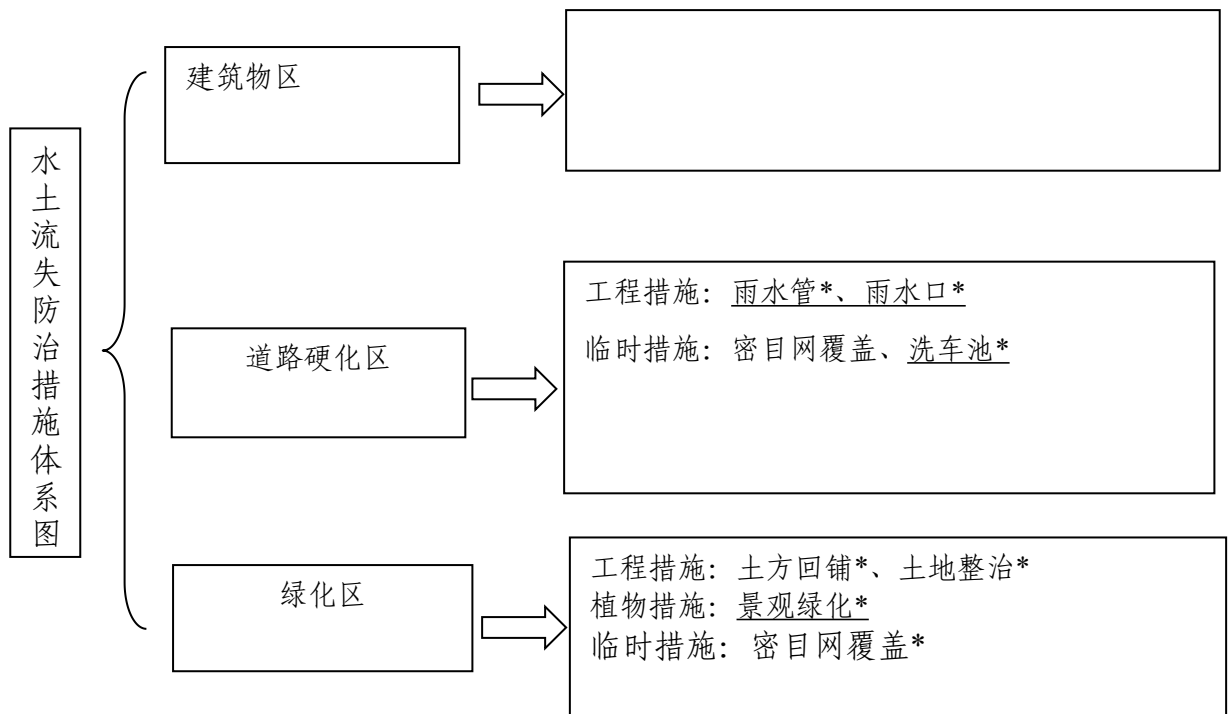 水土流失防治措施体系图
建筑物区
道路硬化区
工程措施：雨水管*、雨水口*
临时措施：密目网覆盖、洗车池*
绿化区
工程措施：土方回铺*、土地整治*
植物措施：景观绿化*
临时措施：密目网覆盖*